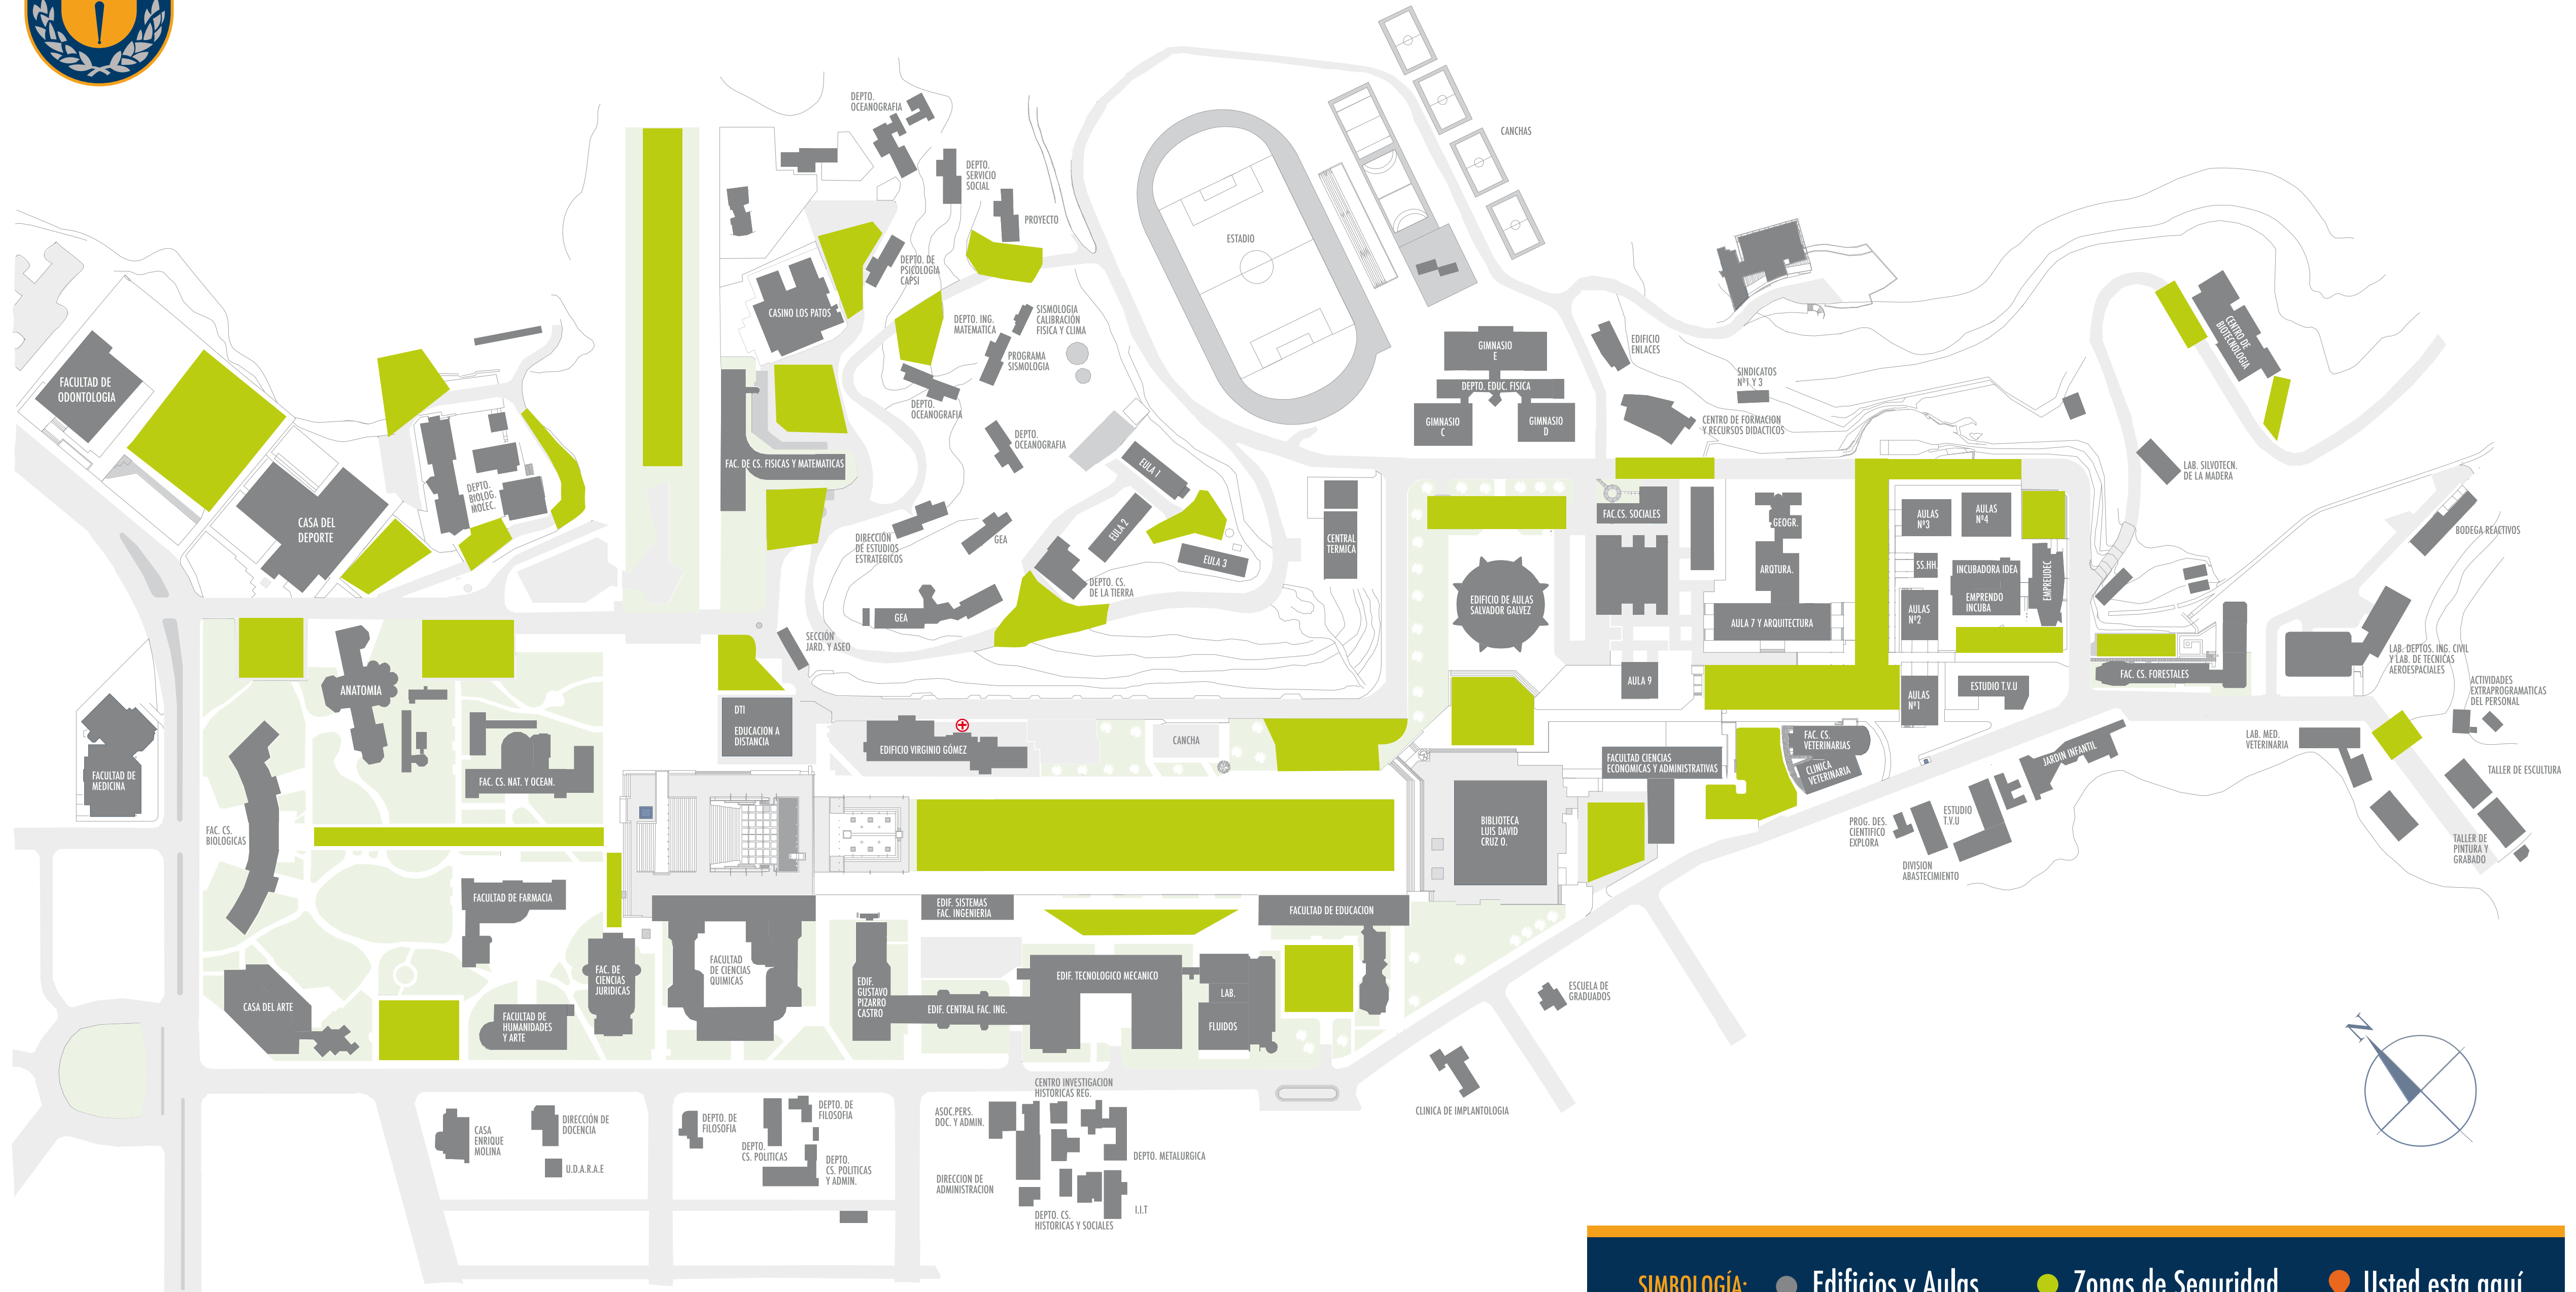 DEPTO.
OCEANOGRAFIA
DEPTO.
SERVICIO
SOCIAL
PROYECTO
CANCHAS
ESTADIO
DEPTO. DE
PSICOLOGIA
CAPSI
CASINO LOS PATOS
DEPTO. ING.
MATEMATICA
SISMOLOGIA
CALIBRACIÓN
FISICA Y CLIMA
PROGRAMA
SISMOLOGIA
DEPTO.
OCEANOGRAFIA
DEPTO.
OCEANOGRAFIA
GIMNASIO
E
DEPTO. EDUC. FISICA
GIMNASIO
C
GIMNASIO
D
EDIFICIO
ENLACES
SINDICATOS
Nº1 Y 3
CENTRO DE FORMACION
Y RECURSOS DIDACTICOS
CENTRO DE
BIOTECNOLOGIA
LAB. SILVOTECN.
DE LA MADERA
BODEGA REACTIVOS
FACULTAD DE
ODONTOLOGIA
CASA DEL
DEPORTE
DEPTO.
BIOLOG.
MOLEC.
FAC. DE CS. FISICAS Y MATEMATICAS
EULA 1
EULA 2
EULA 3
DIRECCIÓN
DE ESTUDIOS
ESTRATEGICOS
GEA
DEPTO. CS.
DE LA TIERRA
GEA
SECCIÓN
JARD. Y ASEO
CENTRAL
TERMICA
EDIFICIO DE AULAS
SALVADOR GALVEZ
FAC.CS. SOCIALES
GEOGR.
ARQTURA.
AULA 7 Y ARQUITECTURA
AULA 9
AULAS
Nº3
AULAS
Nº4
SS.HH.
INCUBADORA IDEA
EMPRENDO
INCUBA
EMPREUDEC
AULAS
Nº2
AULAS
Nº1
ESTUDIO T.V.U
FAC. CS. FORESTALES
LAB. DEPTOS. ING. CIVIL
Y LAB. DE TECNICAS
AEROESPACIALES
ACTIVIDADES
EXTRAPROGRAMATICAS
DEL PERSONAL
LAB. MED.
VETERINARIA
TALLER DE ESCULTURA
TALLER DE
PINTURA Y
GRABADO
FAC. CS.
VETERINARIAS
CLINICA
VETERINARIA
JARDIN INFANTIL
ESTUDIO
T.V.U
PROG. DES.
CIENTIFICO
EXPLORA
DIVISION
ABASTECIMIENTO
FACULTAD CIENCIAS
ECONOMICAS Y ADMINISTRATIVAS
BIBLIOTECA
LUIS DAVID
CRUZ O.
ANATOMIA
FACULTAD DE
MEDICINA
FAC. CS. NAT. Y OCEAN.
DTI
EDUCACION A
DISTANCIA
EDIFICIO VIRGINIO GÓMEZ
CANCHA
FAC. CS.
BIOLOGICAS
FACULTAD DE FARMACIA
FAC. DE
CIENCIAS
JURIDICAS
FACULTAD
DE CIENCIAS
QUIMICAS
EDIF.
GUSTAVO
PIZARRO
CASTRO
EDIF. SISTEMAS
FAC. INGENIERIA
FACULTAD DE EDUCACION
EDIF. TECNOLOGICO MECANICO
EDIF. CENTRAL FAC. ING.
LAB.
FLUIDOS
CASA DEL ARTE
FACULTAD DE
HUMANIDADES
Y ARTE
ESCUELA DE
GRADUADOS
CLINICA DE IMPLANTOLOGIA
N
CASA
ENRIQUE
MOLINA
DIRECCIÓN DE
DOCENCIA
U.D.A.R.A.E
DEPTO. DE
FILOSOFIA
DEPTO. DE
FILOSOFIA
DEPTO.
CS. POLITICAS
DEPTO.
CS. POLITICAS
Y ADMIN.
CENTRO INVESTIGACION
HISTORICAS REG.
ASOC.PERS.
DOC. Y ADMIN.
DEPTO. METALURGICA
DIRECCION DE
ADMINISTRACION
DEPTO. CS.
HISTORICAS Y SOCIALES
I.I.T
SIMBOLOGÍA:
Edificios y Aulas
Zonas de Seguridad
Usted esta aquí